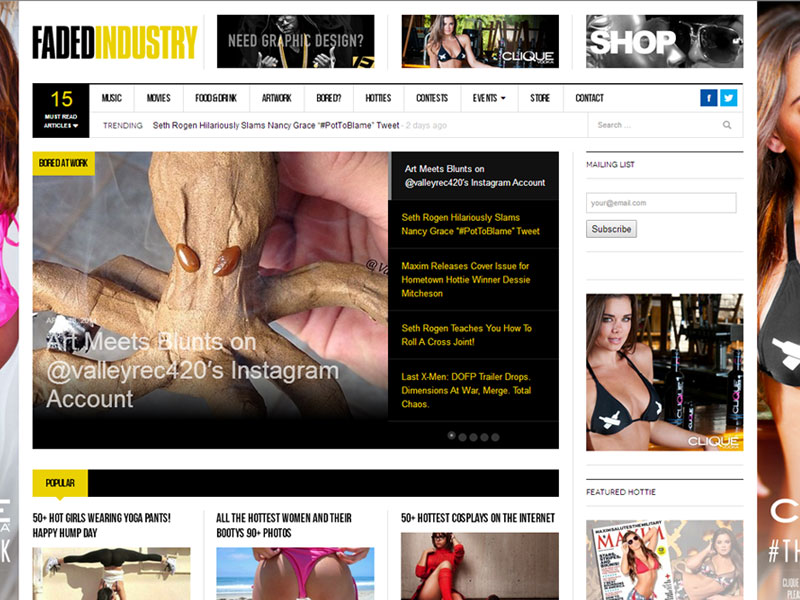 FADEDINDUSTRY
NEED GRAPHIC DESIGN?
CLIQUE
VODKA
SHOP
15
MUST READ
ARTICLES
MUSIC
MOVIES
FOOD & DRINK
ARTWORK
BORED?
HOTTIES
CONTESTS
EVENTS
STORE
CONTACT
TRENDING
Seth Rogen Hilariously Slams Nancy Grace "#PotToBlame" Tweet - 2 days ago
Search ...
BORED AT WORK
Art Meets Blunts on
@valleyrec420's Instagram
Account
Art Meets Blunts on
@valleyrec420's Instagram Account
Seth Rogen Hilariously Slams
Nancy Grace "#PotToBlame" Tweet
Maxim Releases Cover Issue for
Hometown Hottie Winner Dessie
Mitcheson
Seth Rogen Teaches You How To
Roll A Cross Joint!
Last X-Men: DOFP Trailer Drops.
Dimensions At War, Merge. Total
Chaos.
MAILING LIST
your@email.com
Subscribe
CLIQUE
VODKA
FEATURED HOTTIE
MAXIM SALUTES THE MILITARY
MAXIM
POPULAR
50+ HOT GIRLS WEARING YOGA PANTS!
HAPPY HUMP DAY
ALL THE HOTTEST WOMEN AND THEIR
BOOTYS 90+ PHOTOS
50+ HOTTEST COSPLAYS ON THE INTERNET